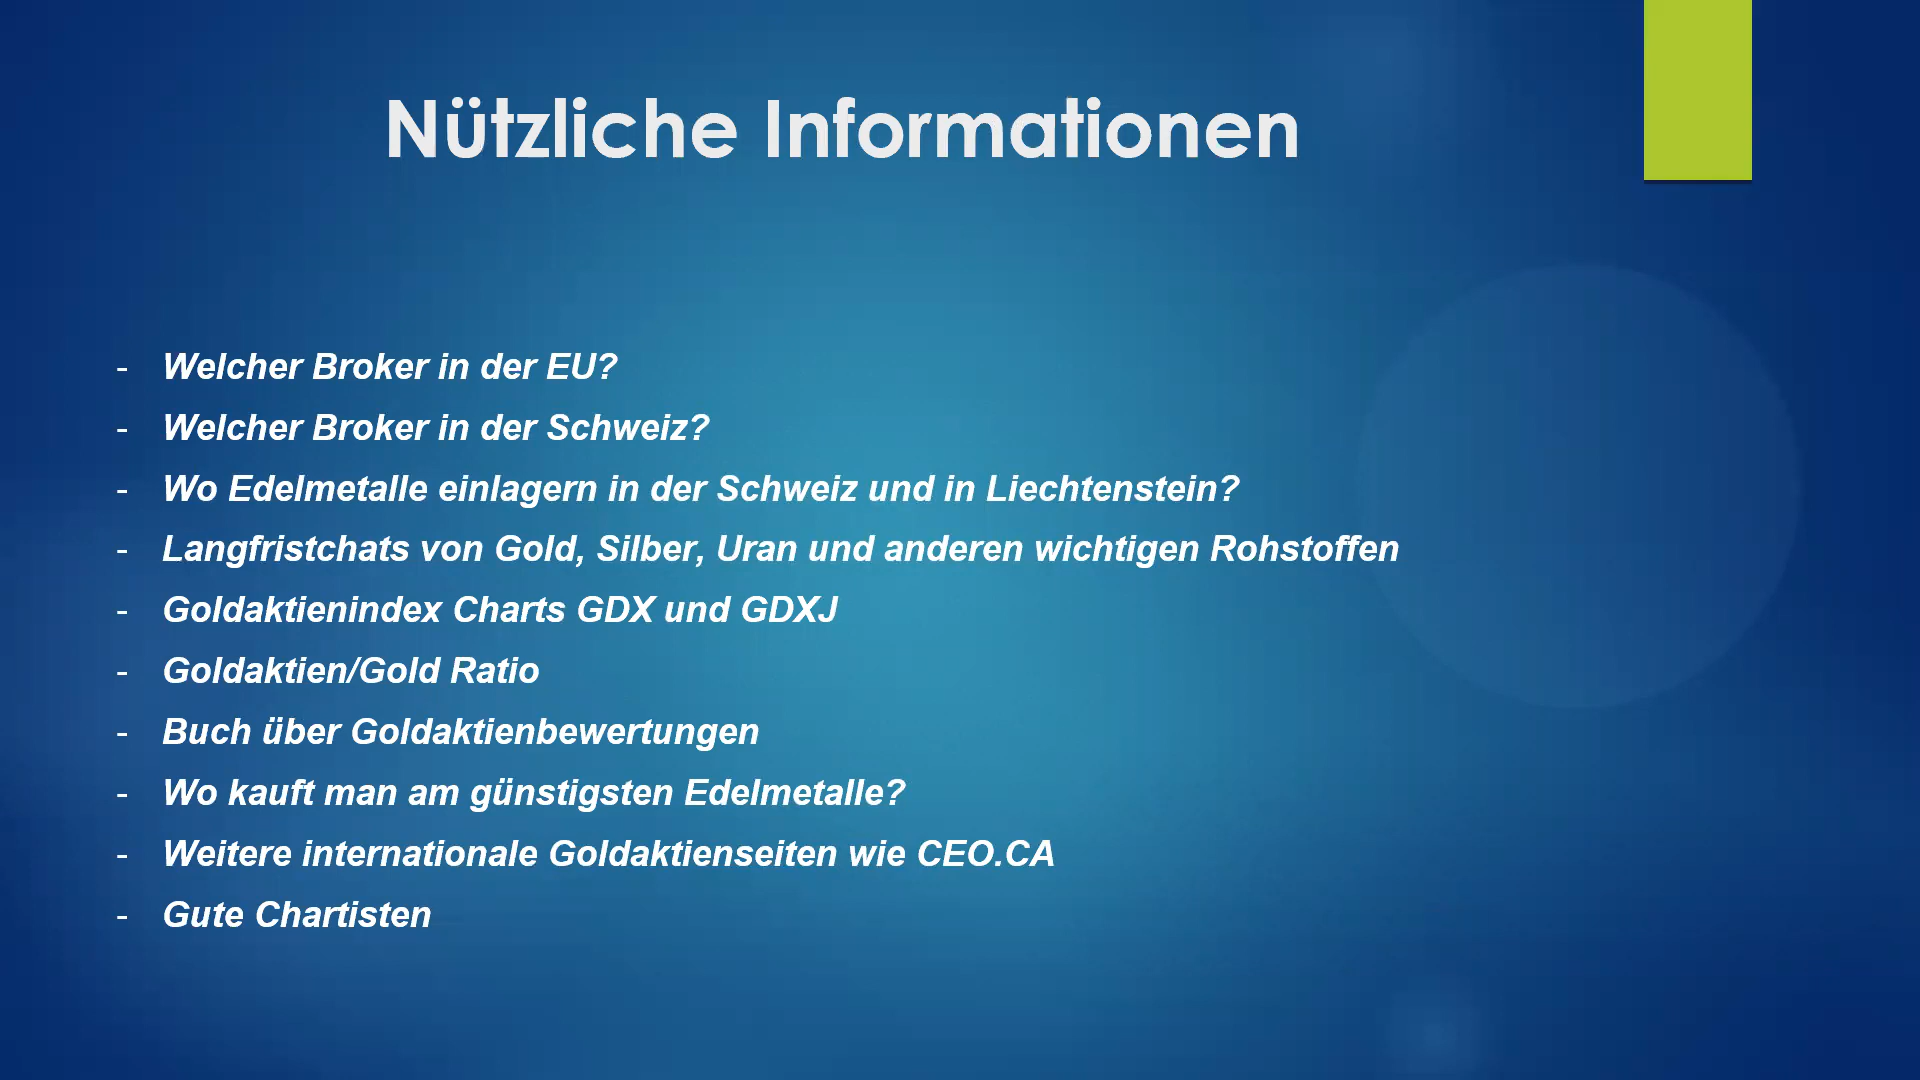 Nützliche Informationen
- Welcher Broker in der EU?
- Welcher Broker in der Schweiz?
- Wo Edelmetalle einlagern in der Schweiz und in Liechtenstein?
- Langfristchats von Gold, Silber, Uran und anderen wichtigen Rohstoffen
- Goldaktienindex Charts GDX und GDXJ
- Goldaktien/Gold Ratio
- Buch über Goldaktienbewertungen
- Wo kauft man am günstigsten Edelmetalle?
- Weitere internationale Goldaktienseiten wie CEO.CA
- Gute Chartisten